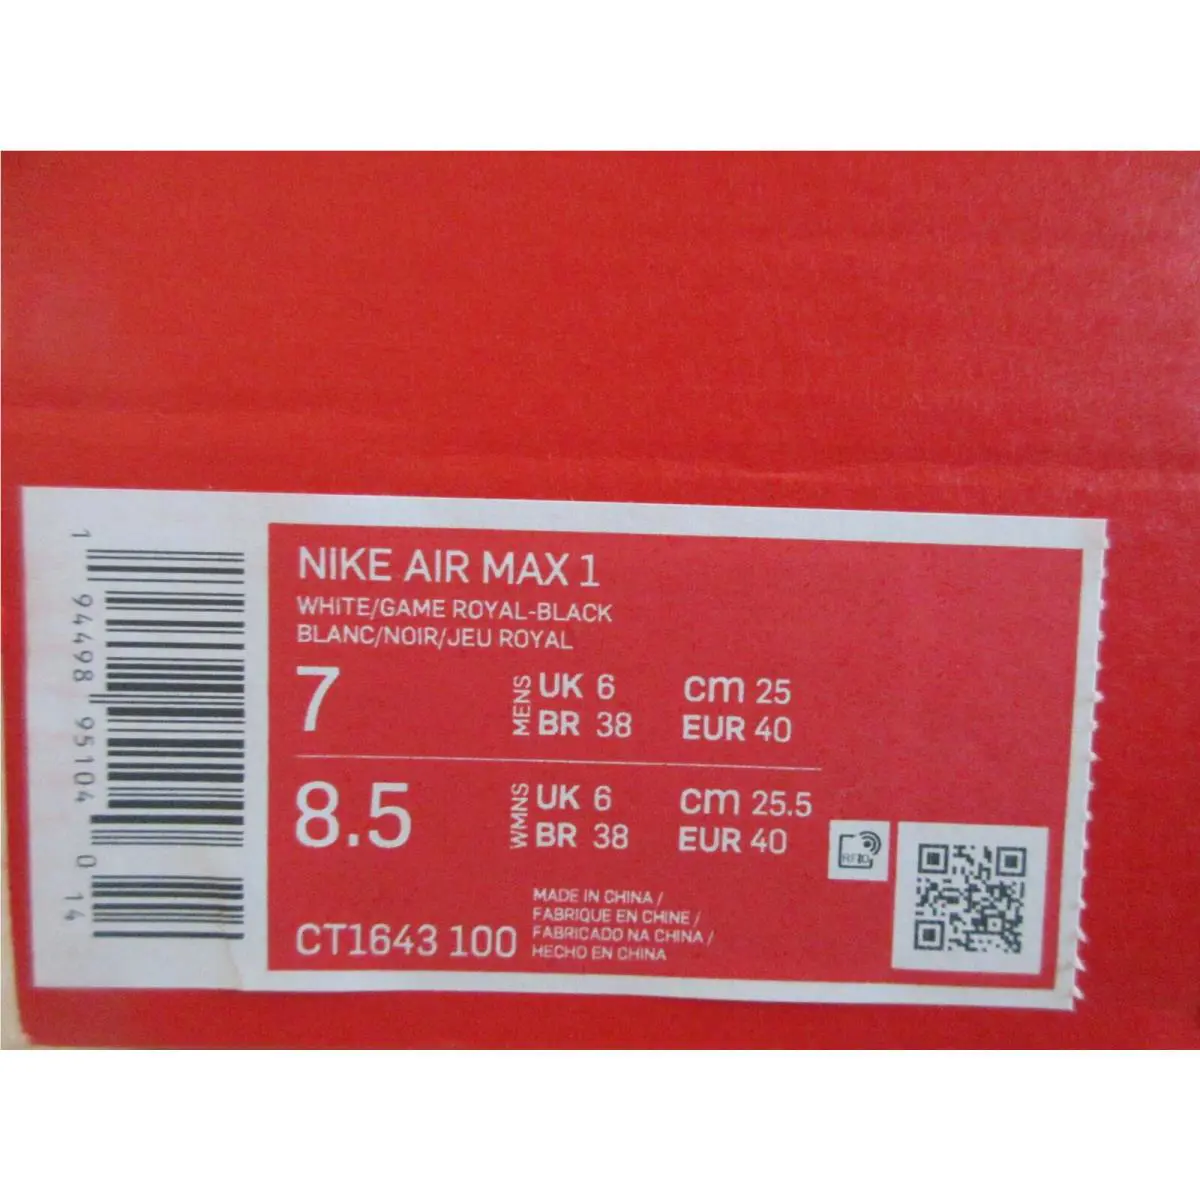 NIKE AIR MAX 1
WHITE/GAME ROYAL-BLACK
BLANC/NOIR/JEU ROYAL
7 MENS UK 6 cm 25
BR 38 EUR 40
8.5 WMNS UK 6 cm 25.5
BR 38 EUR 40
RFID
CT1643 100
MADE IN CHINA /
FABRIQUE EN CHINE /
FABRICADO NA CHINA /
HECHO EN CHINA
1 94498 95104 0 14